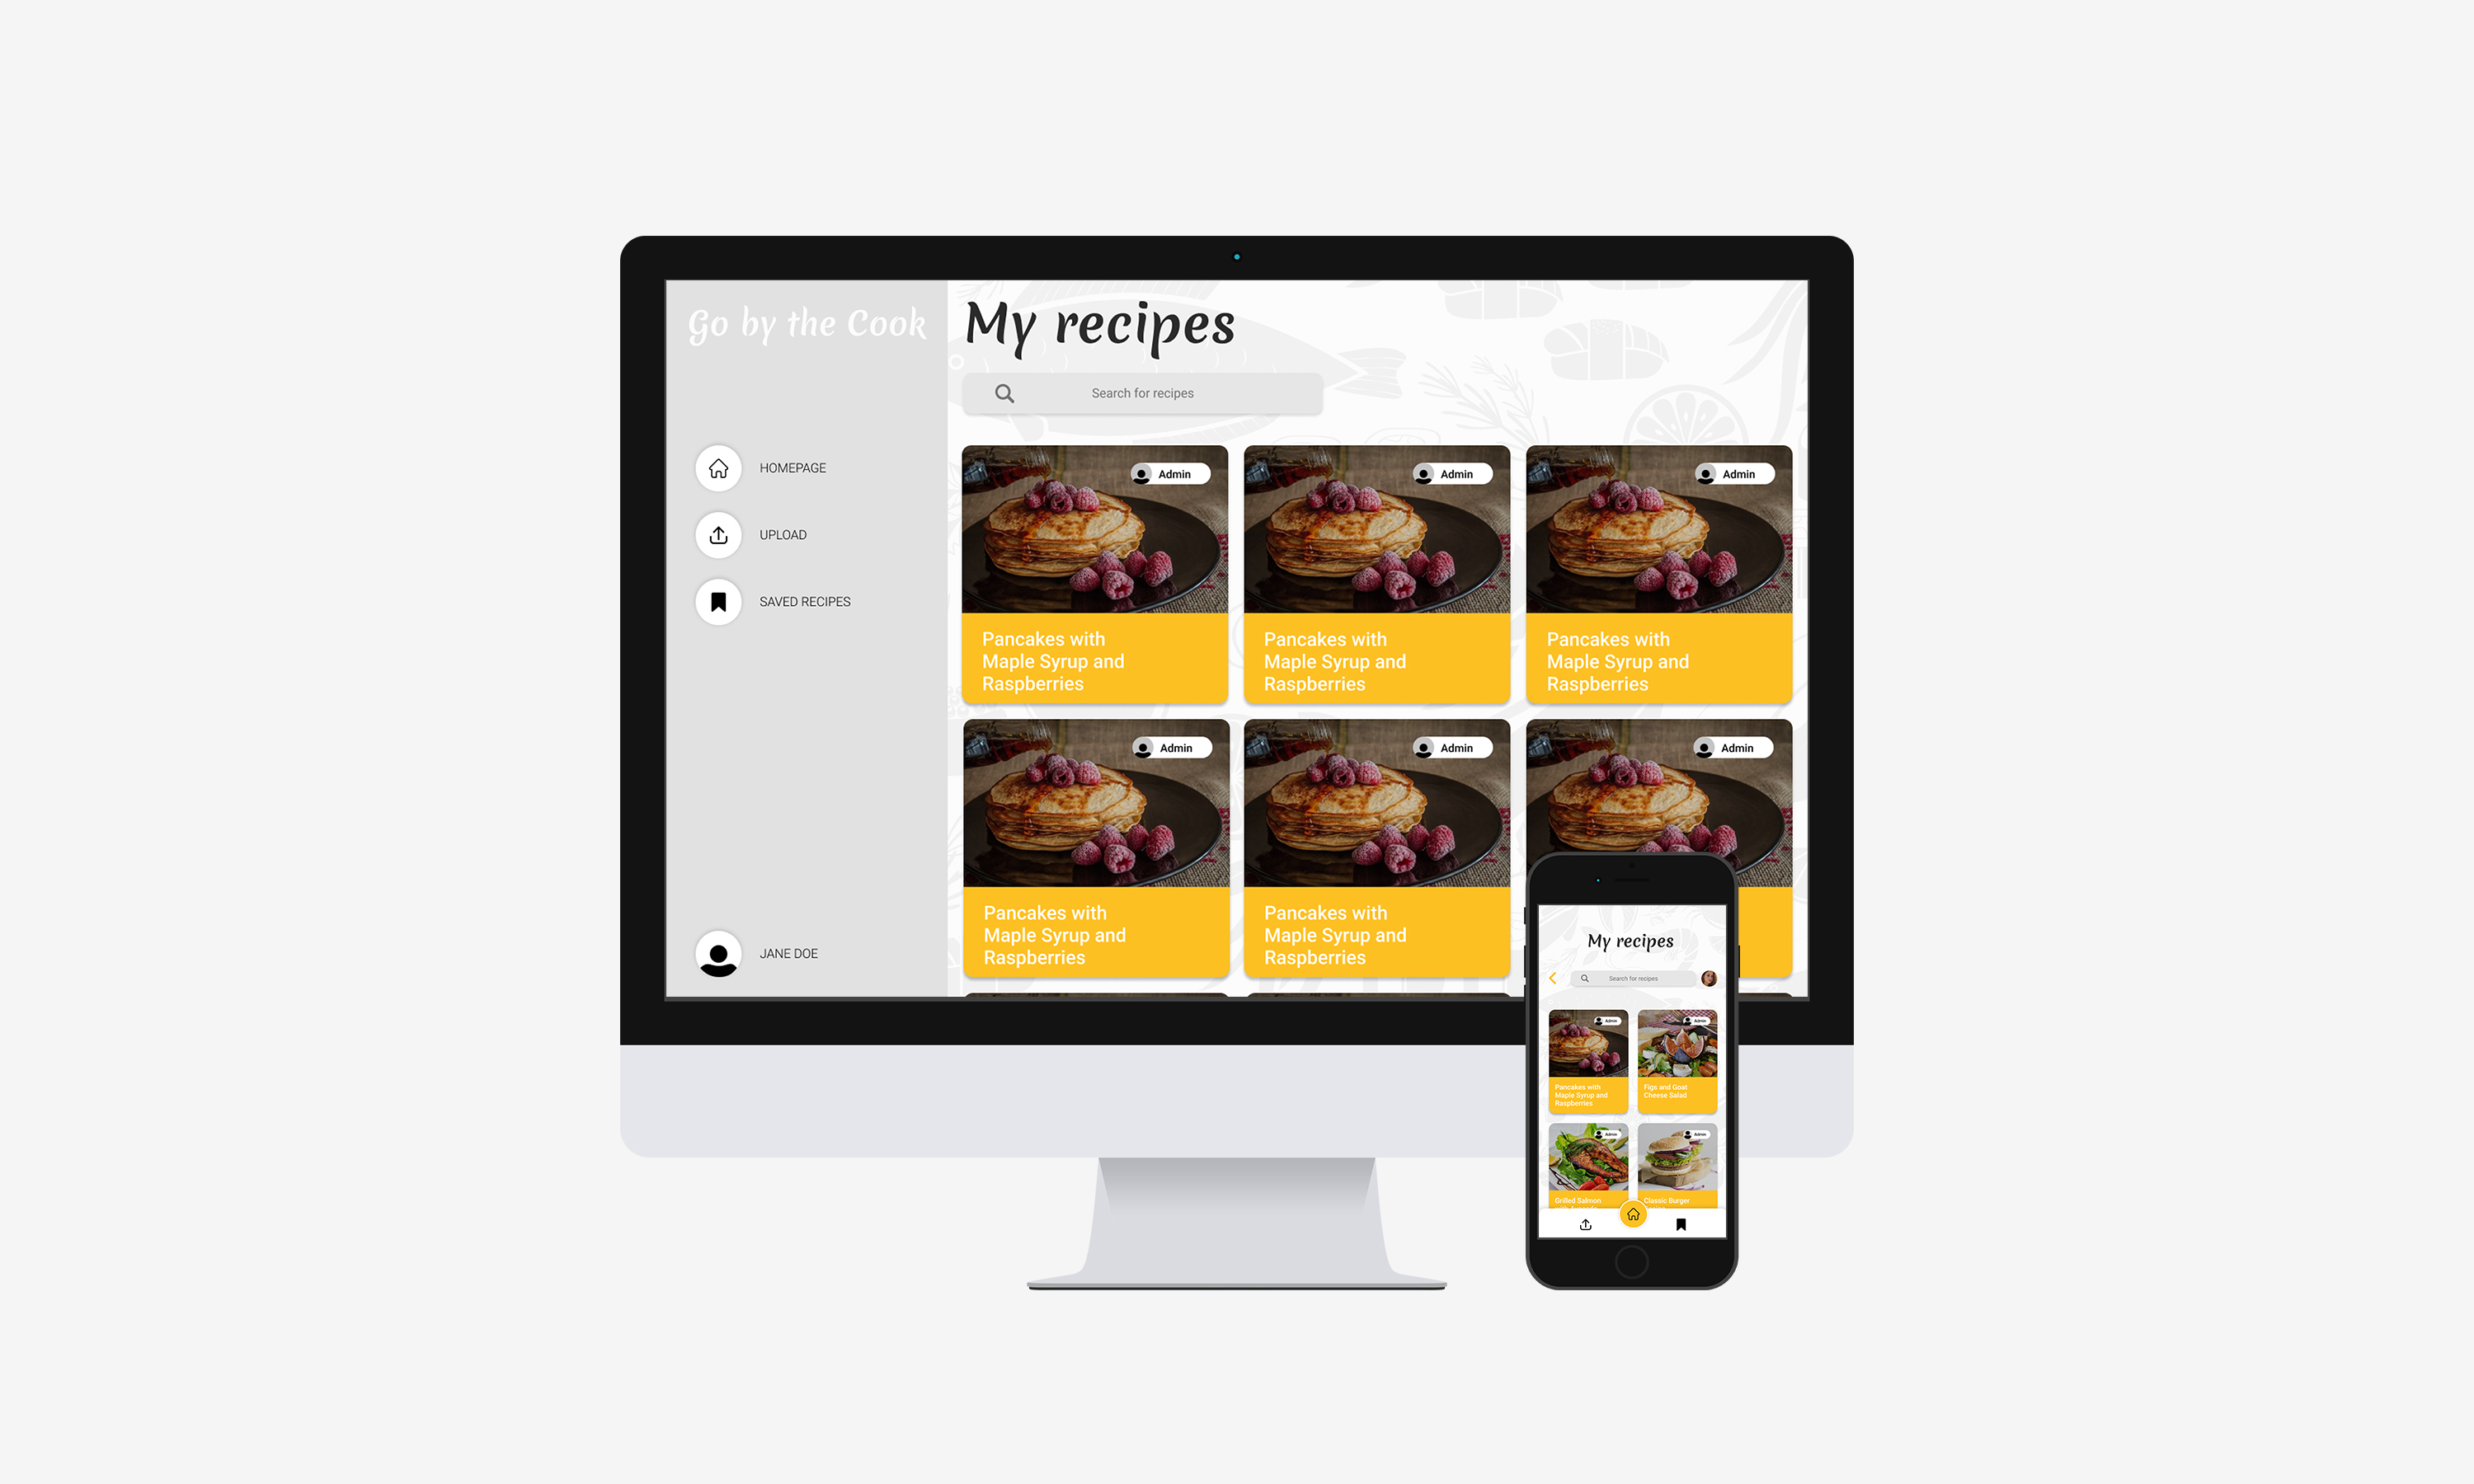 Go by the Cook
My recipes
Search for recipes
HOMEPAGE
UPLOAD
SAVED RECIPES
JANE DOE
Admin
Pancakes with
Maple Syrup and
Raspberries
Admin
Pancakes with
Maple Syrup and
Raspberries
Admin
Pancakes with
Maple Syrup and
Raspberries
Admin
Pancakes with
Maple Syrup and
Raspberries
Admin
Pancakes with
Maple Syrup and
Raspberries
Admin
My recipes
Search for recipes
Admin
Pancakes with
Maple Syrup and
Raspberries
Admin
Figs and Goat
Cheese Salad
Admin
Grilled Salmon
Admin
Classic Burger